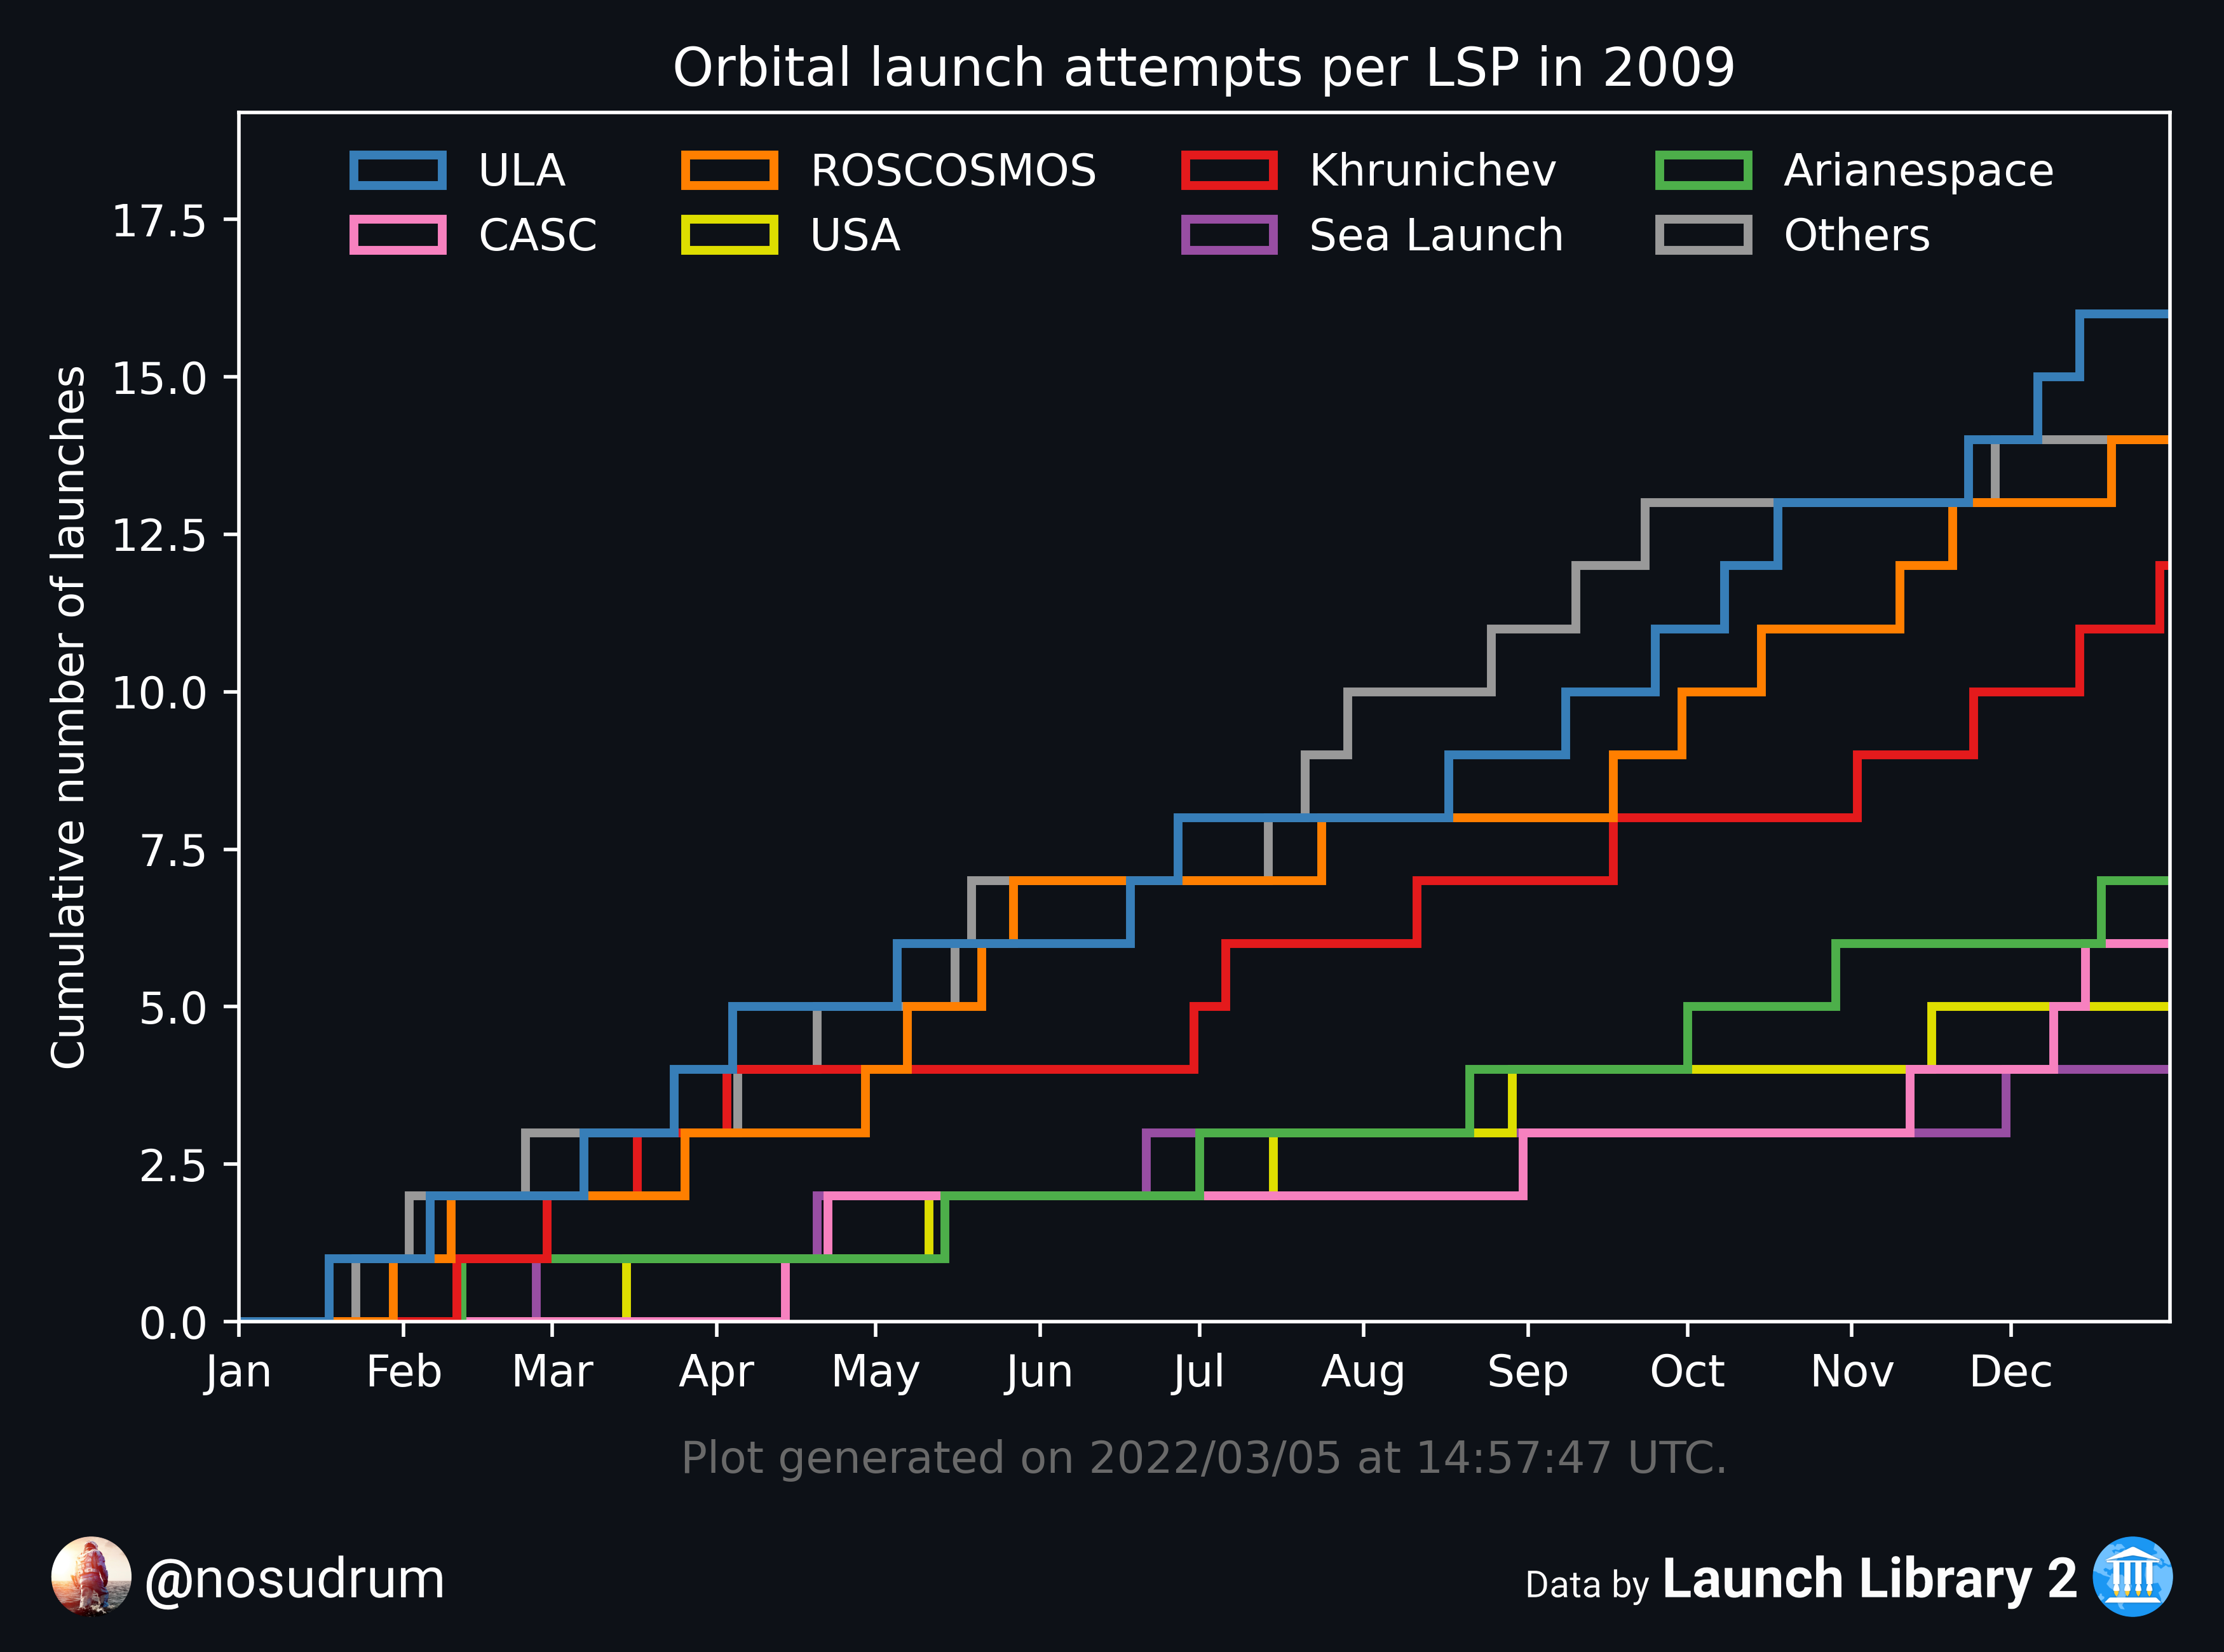 Orbital launch attempts per LSP in 2009
ULA
ROSCOSMOS
Khrunichev
Arianespace
CASC
USA
Sea Launch
Others
Cumulative number of launches
17.5
15.0
12.5
10.0
7.5
5.0
2.5
0.0
Jan Feb Mar Apr May Jun Jul Aug Sep Oct Nov Dec
Plot generated on 2022/03/05 at 14:57:47 UTC.
@nosudrum
Data by Launch Library 2